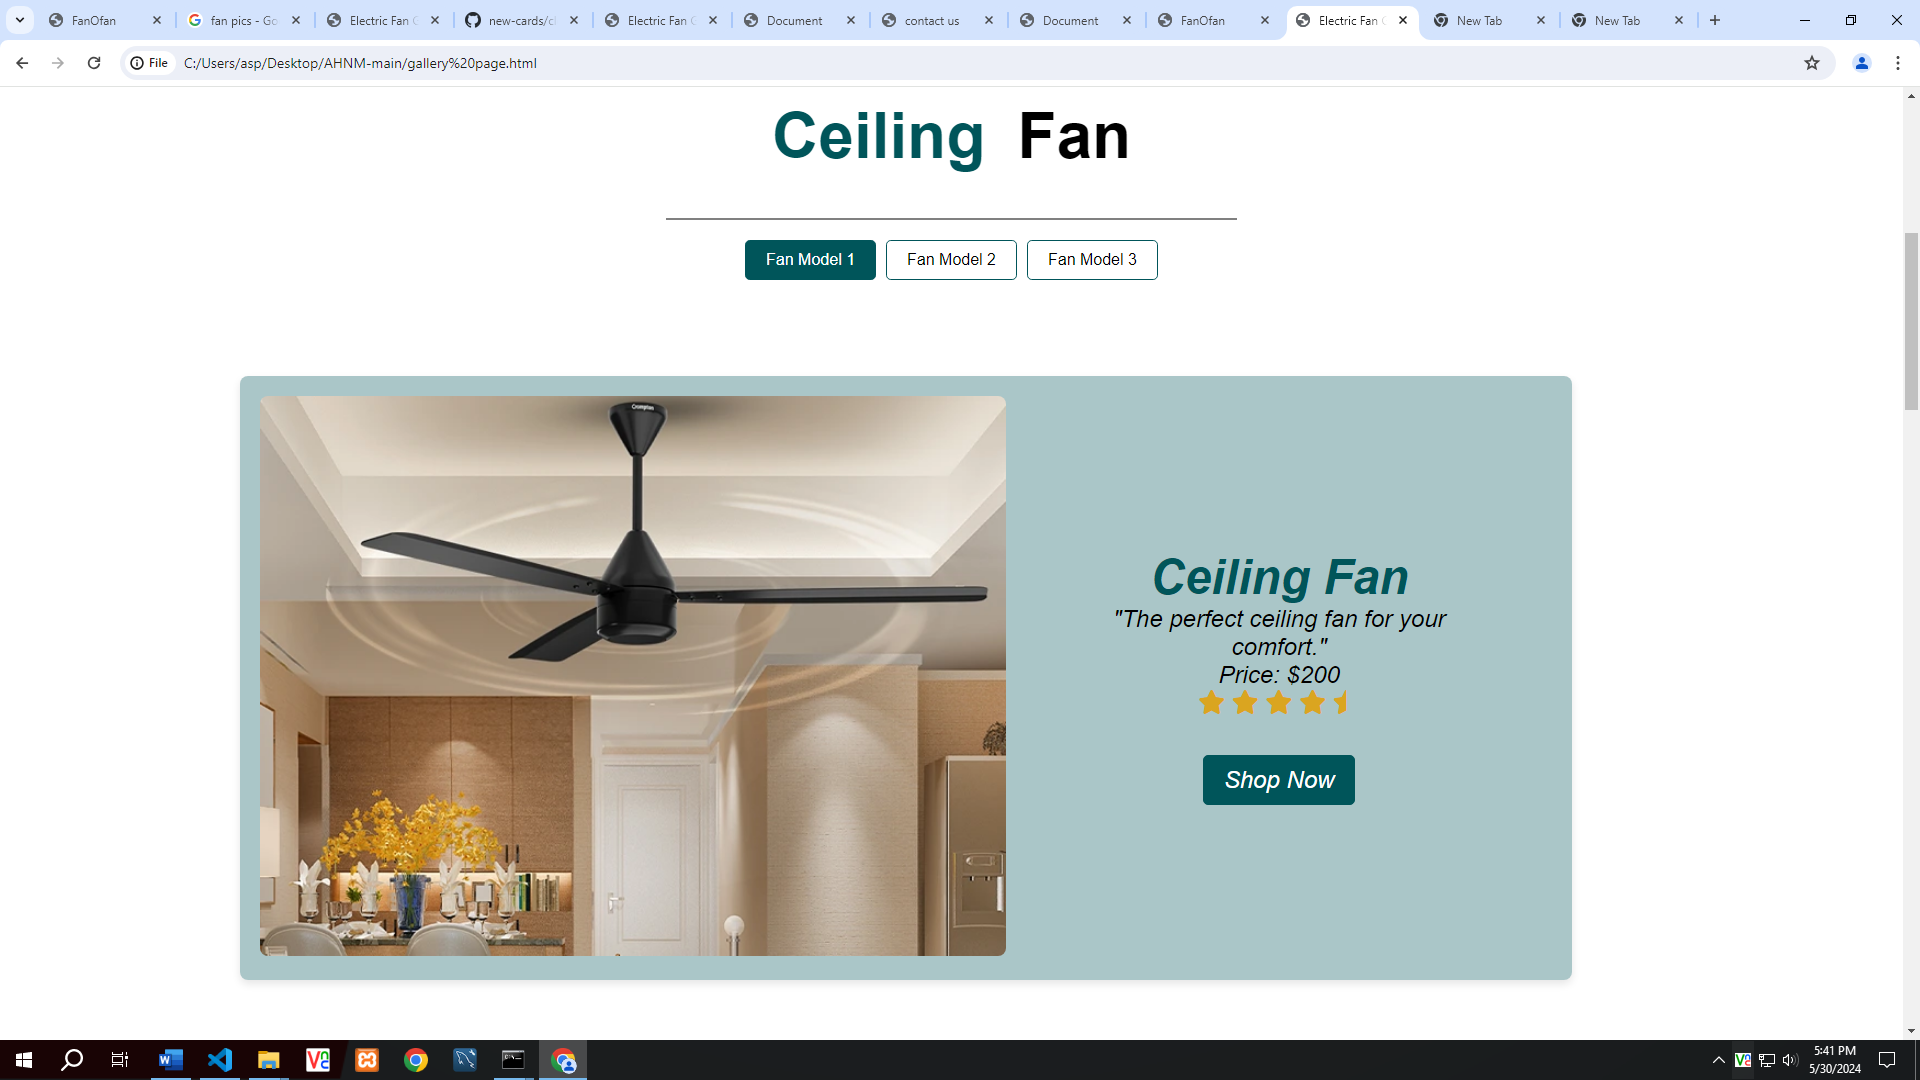 FanOfan
fan pics - Go
Electric Fan G
new-cards/cl
Electric Fan G
Document
contact us
Document
FanOfan
Electric Fan G
New Tab
New Tab
File
C:/Users/asp/Desktop/AHNM-main/gallery%20page.html
Ceiling Fan
Fan Model 1
Fan Model 2
Fan Model 3
Crompton
Ceiling Fan
"The perfect ceiling fan for your
comfort."
Price: $200
Shop Now
5:41 PM
5/30/2024